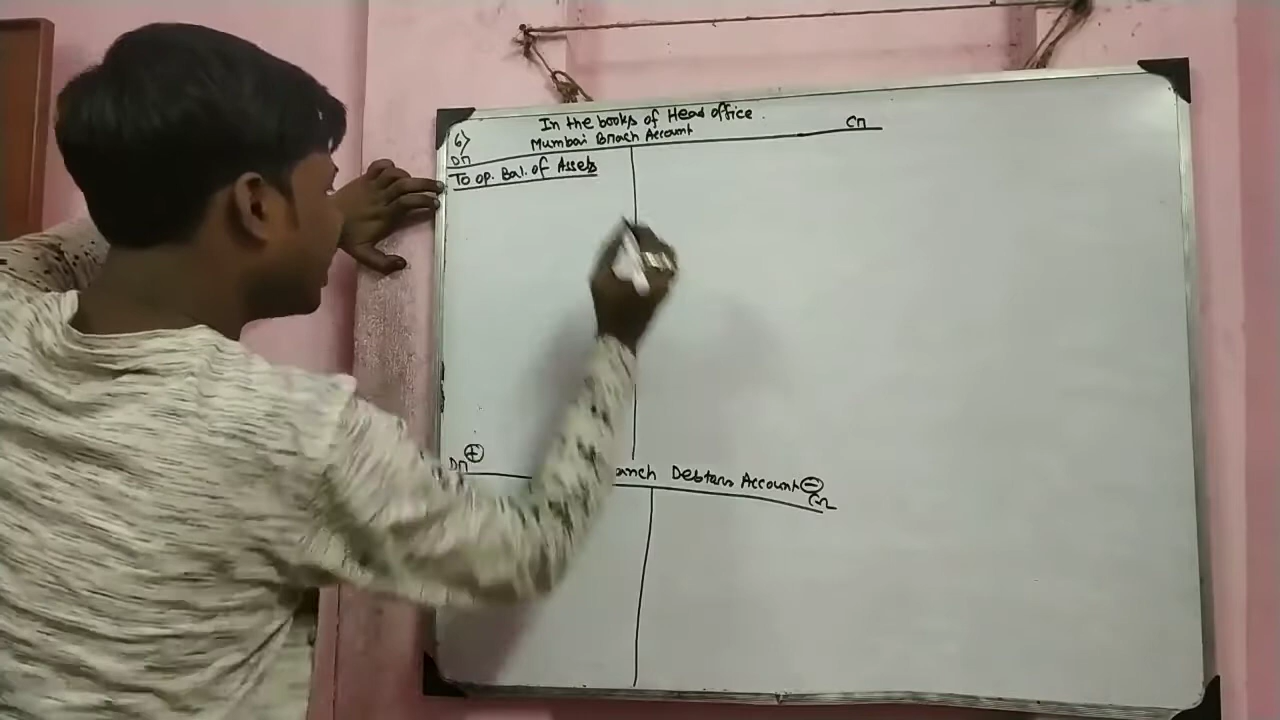 In the books of Head office.
6)
Mumbai Branch Account
Dr
Cr
To op. Bal. of Assets
Dr +
Debtors Account -
Cr